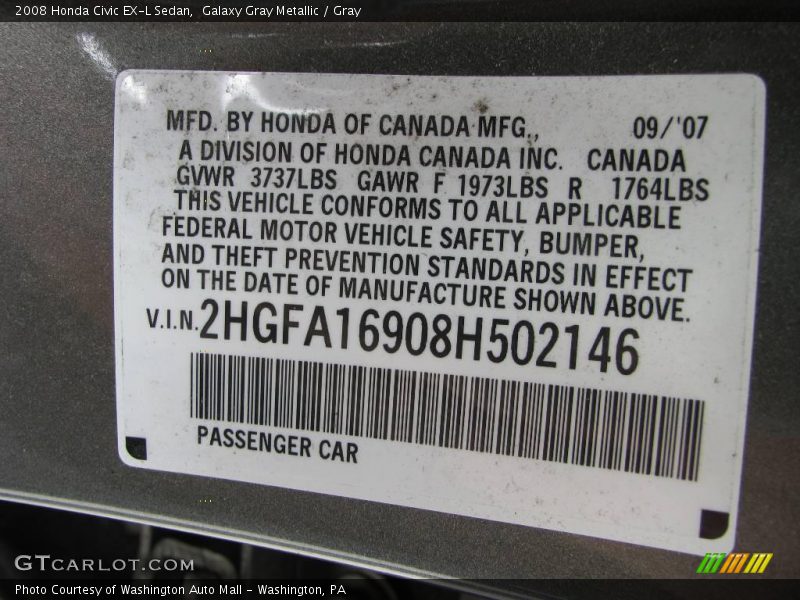 2008 Honda Civic EX-L Sedan, Galaxy Gray Metallic / Gray
MFD. BY HONDA OF CANADA MFG., 09/'07
A DIVISION OF HONDA CANADA INC. CANADA
GVWR 3737LBS GAWR F 1973LBS R 1764LBS
THIS VEHICLE CONFORMS TO ALL APPLICABLE
FEDERAL MOTOR VEHICLE SAFETY, BUMPER,
AND THEFT PREVENTION STANDARDS IN EFFECT
ON THE DATE OF MANUFACTURE SHOWN ABOVE.
V.I.N. 2HGFA16908H502146
PASSENGER CAR
GTCARLOT.COM
Photo Courtesy of Washington Auto Mall - Washington, PA